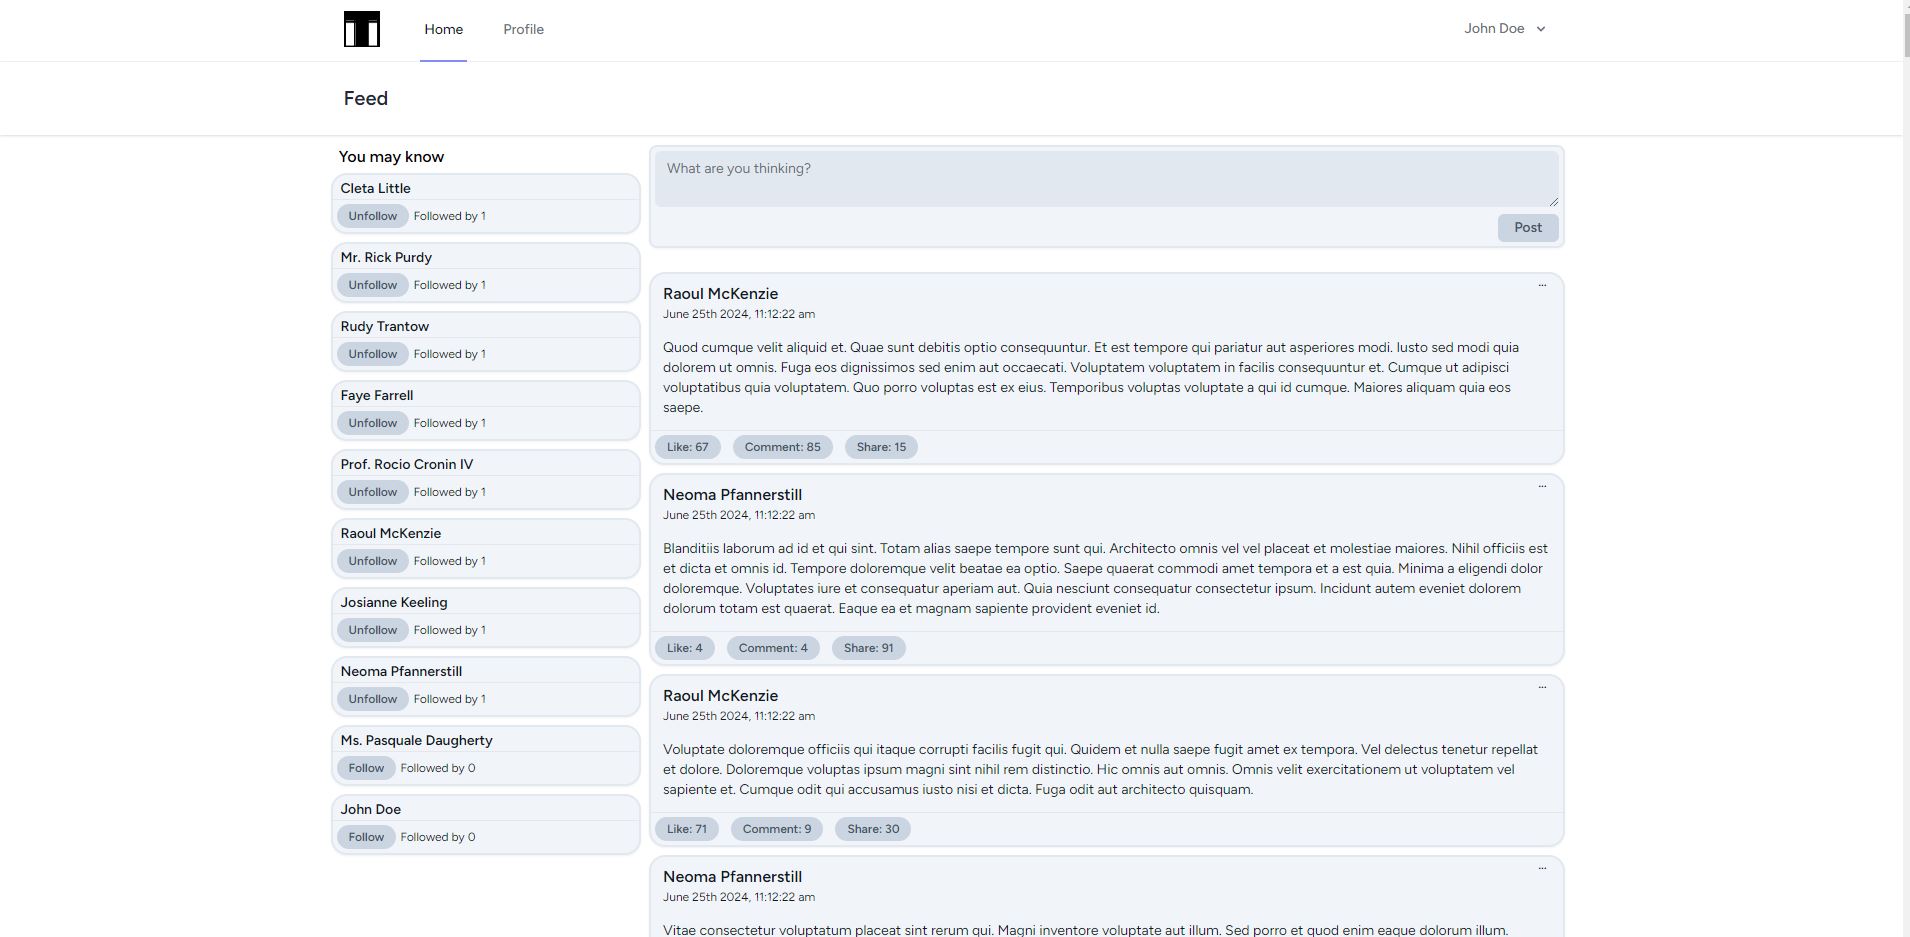 Home
Profile
John Doe
Feed
You may know
Cleta Little
Unfollow Followed by 1
Mr. Rick Purdy
Unfollow Followed by 1
Rudy Trantow
Unfollow Followed by 1
Faye Farrell
Unfollow Followed by 1
Prof. Rocio Cronin IV
Unfollow Followed by 1
Raoul McKenzie
Unfollow Followed by 1
Josianne Keeling
Unfollow Followed by 1
Neoma Pfannerstill
Unfollow Followed by 1
Ms. Pasquale Daugherty
Follow Followed by 0
John Doe
Follow Followed by 0
What are you thinking?
Post
Raoul McKenzie
...
June 25th 2024, 11:12:22 am
Quod cumque velit aliquid et. Quae sunt debitis optio consequuntur. Et est tempore qui pariatur aut asperiores modi. Iusto sed modi quia
dolorem ut omnis. Fuga eos dignissimos sed enim aut occaecati. Voluptatem voluptatem in facilis consequuntur et. Cumque ut adipisci
voluptatibus quia voluptatem. Quo porro voluptas est ex eius. Temporibus voluptas voluptate a qui id cumque. Maiores aliquam quia eos
saepe.
Like: 67 Comment: 85 Share: 15
Neoma Pfannerstill
...
June 25th 2024, 11:12:22 am
Blanditiis laborum ad id et qui sint. Totam alias saepe tempore sunt qui. Architecto omnis vel vel placeat et molestiae maiores. Nihil officiis est
et dicta et omnis id. Tempore doloremque velit beatae ea optio. Saepe quaerat commodi amet tempora et a est quia. Minima a eligendi dolor
doloremque. Voluptates iure et consequatur aperiam aut. Quia nesciunt consequatur consectetur ipsum. Incidunt autem eveniet dolorem
dolorum totam est quaerat. Eaque ea et magnam sapiente provident eveniet id.
Like: 4 Comment: 4 Share: 91
Raoul McKenzie
...
June 25th 2024, 11:12:22 am
Voluptate doloremque officiis qui itaque corrupti facilis fugit qui. Quidem et nulla saepe fugit amet ex tempora. Vel delectus tenetur repellat
et dolore. Doloremque voluptas ipsum magni sint nihil rem distinctio. Hic omnis aut omnis. Omnis velit exercitationem ut voluptatem vel
sapiente et. Cumque odit qui accusamus iusto nisi et dicta. Fuga odit aut architecto quisquam.
Like: 71 Comment: 9 Share: 30
Neoma Pfannerstill
...
June 25th 2024, 11:12:22 am
Vitae consectetur voluptatum placeat sint rerum qui. Magni inventore voluptate aut illum. Sed porro et quod enim eaque dolorum illum.